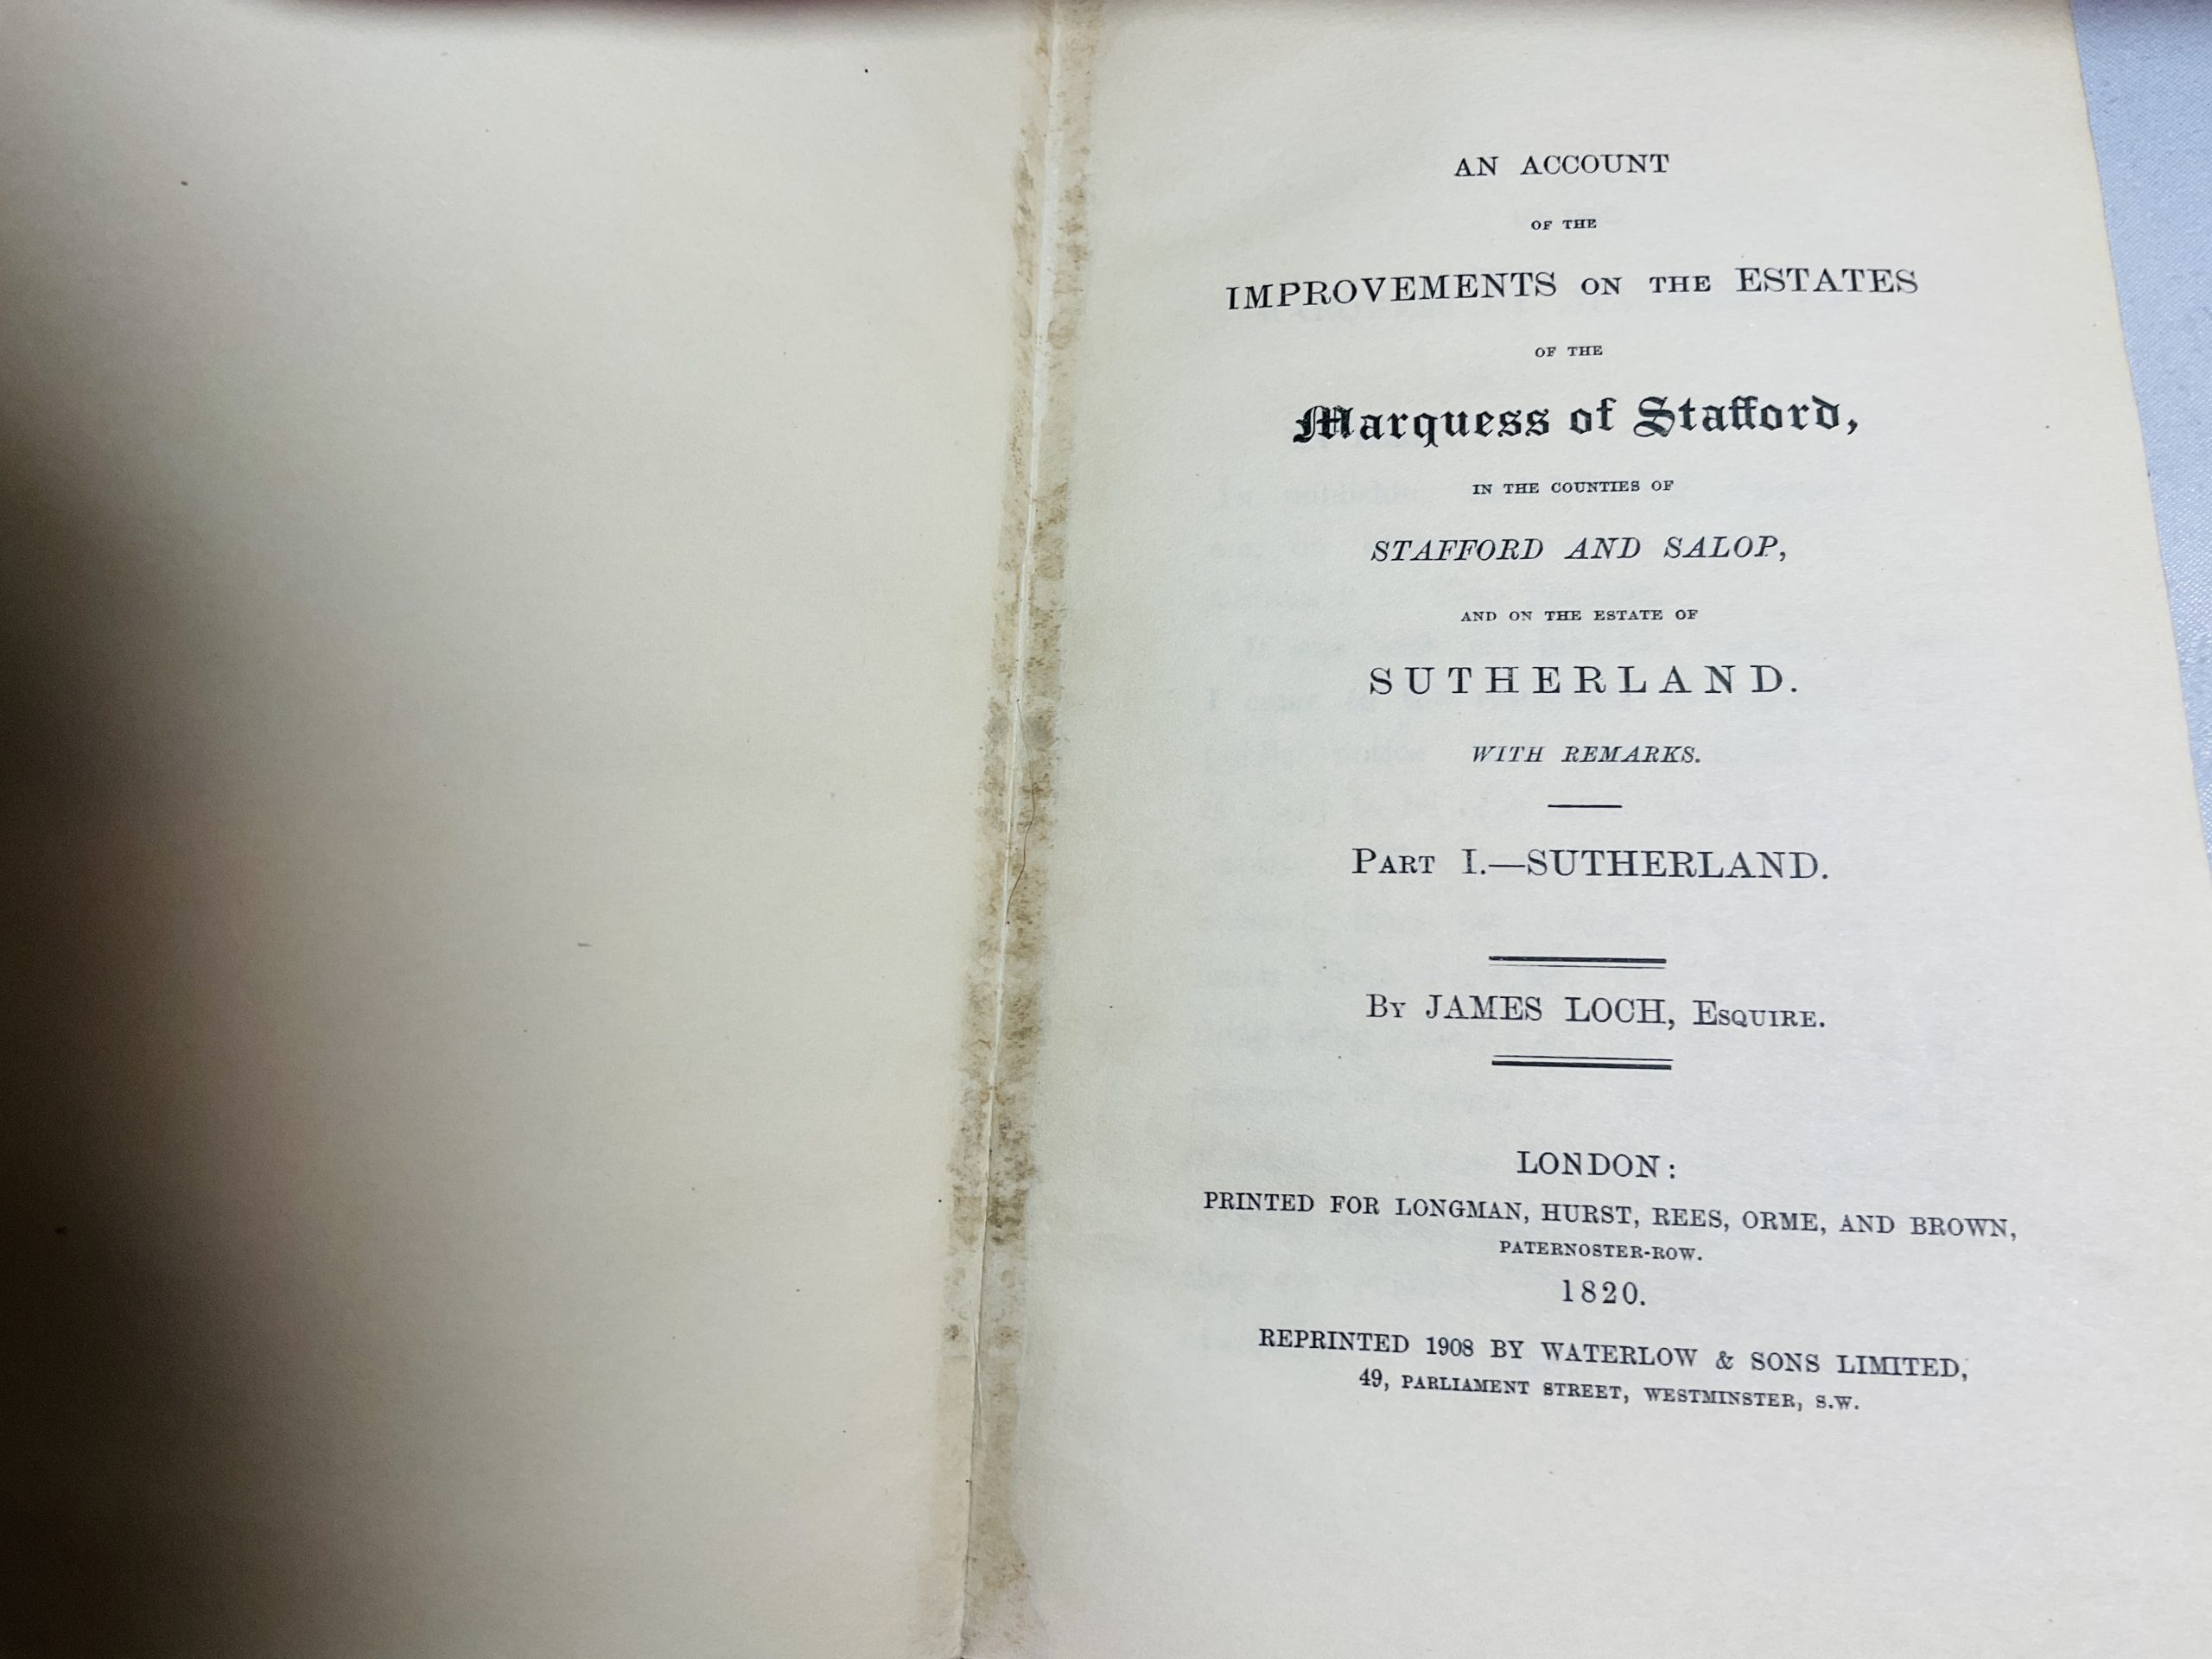 AN ACCOUNT
OF THE
IMPROVEMENTS ON THE ESTATES
OF THE
Marquess of Stafford,
IN THE COUNTIES OF
STAFFORD AND SALOP,
AND ON THE ESTATE OF
SUTHERLAND.
WITH REMARKS.
PART I.—SUTHERLAND.
BY JAMES LOCH, ESQUIRE.
LONDON:
PRINTED FOR LONGMAN, HURST, REES, ORME, AND BROWN,
PATERNOSTER-ROW.
1820.
REPRINTED 1908 BY WATERLOW & SONS LIMITED,
49, PARLIAMENT STREET, WESTMINSTER, S.W.